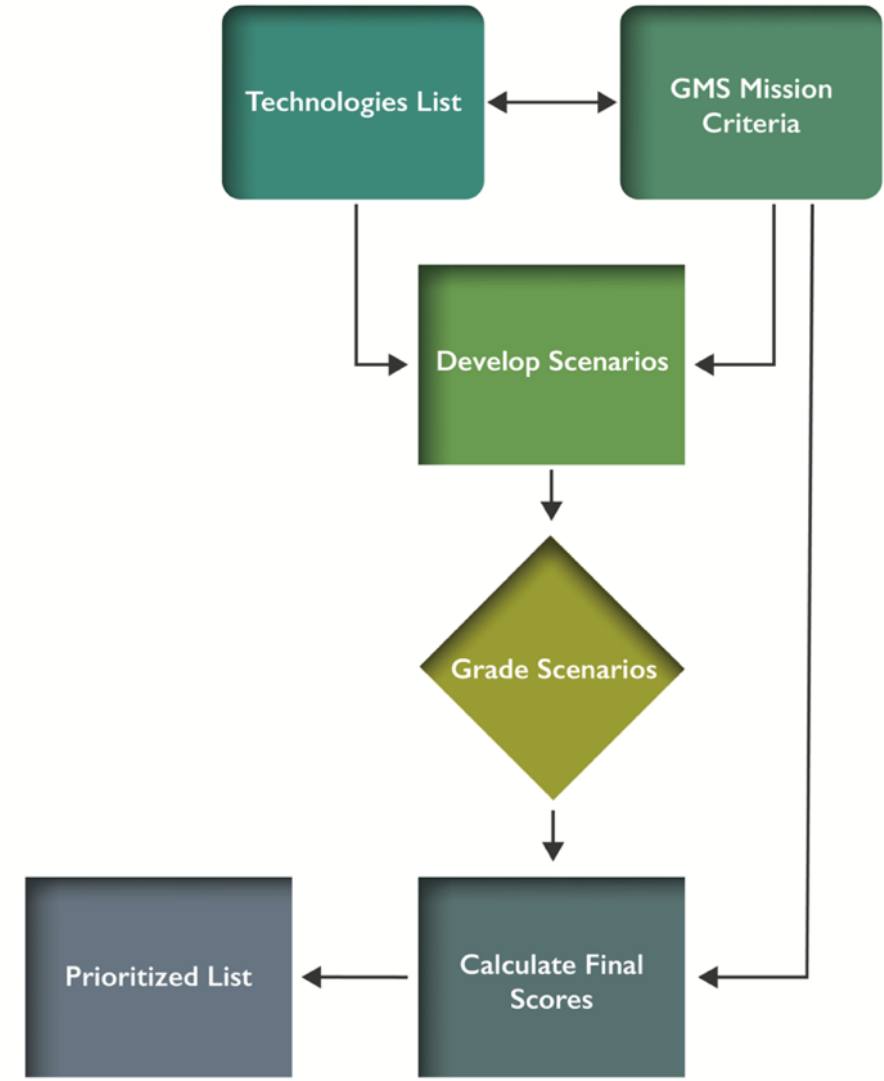 Technologies List
GMS Mission
Criteria
Develop Scenarios
Grade Scenarios
Prioritized List
Calculate Final
Scores